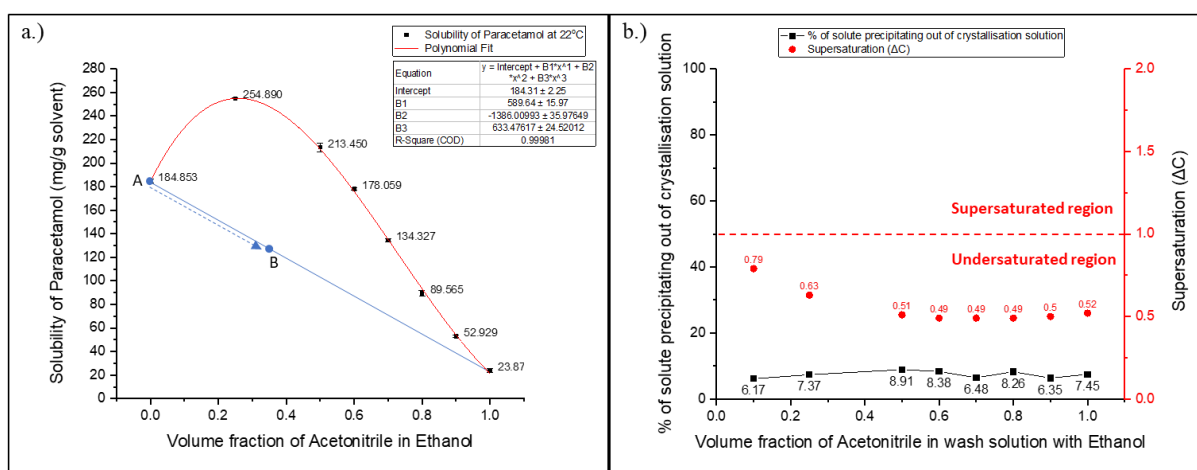 a.)
Solubility of Paracetamol at 22°C
Polynomial Fit
Equation
y = Intercept + B1*x^1 + B2
*x^2 + B3*x^3
Intercept
184.31 ± 2.25
B1
589.64 ± 15.97
B2
-1386.00993 ± 35.97649
B3
633.47617 ± 24.52012
R-Square (COD)
0.99981
Solubility of Paracetamol (mg/g solvent)
280
260
240
220
200
180
160
140
120
100
80
60
40
20
0
254.890
213.450
A
184.853
178.059
134.327
B
89.565
52.929
23.87
0.0
0.2
0.4
0.6
0.8
1.0
Volume fraction of Acetonitrile in Ethanol
b.)
% of solute precipitating out of crystallisation solution
Supersaturation (ΔC)
% of solute precipitating out of crystallisation solution
100
80
60
40
20
0
Supersaturated region
Undersaturated region
0.79
0.63
0.51
0.49
0.49
0.49
0.5
0.52
6.17
7.37
8.91
8.38
6.48
8.26
6.35
7.45
2.0
1.5
1.0
0.5
0.0
Supersaturation (ΔC)
0.0
0.2
0.4
0.6
0.8
1.0
Volume fraction of Acetonitrile in wash solution with Ethanol